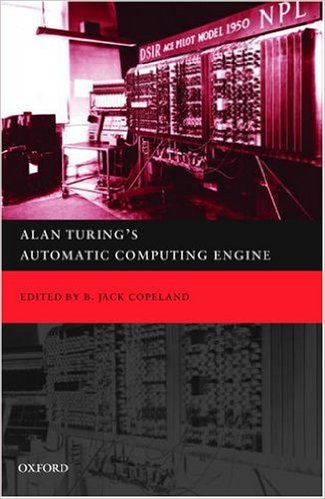 DSIR ACE PILOT MODEL 1950 NPL
ALAN TURING'S
AUTOMATIC COMPUTING ENGINE
EDITED BY B. JACK COPELAND
OXFORD